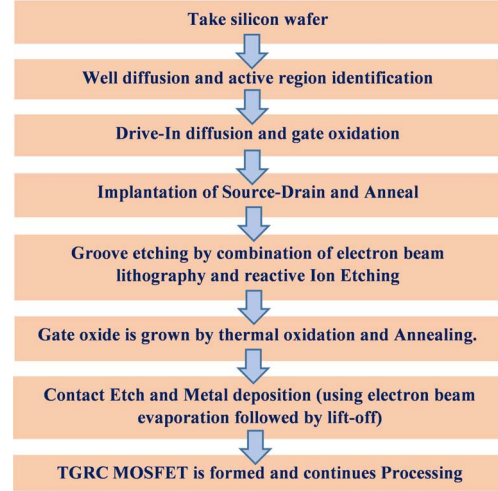 Take silicon wafer
Well diffusion and active region identification
Drive-In diffusion and gate oxidation
Implantation of Source-Drain and Anneal
Groove etching by combination of electron beam
lithography and reactive Ion Etching
Gate oxide is grown by thermal oxidation and Annealing.
Contact Etch and Metal deposition (using electron beam
evaporation followed by lift-off)
TGRC MOSFET is formed and continues Processing